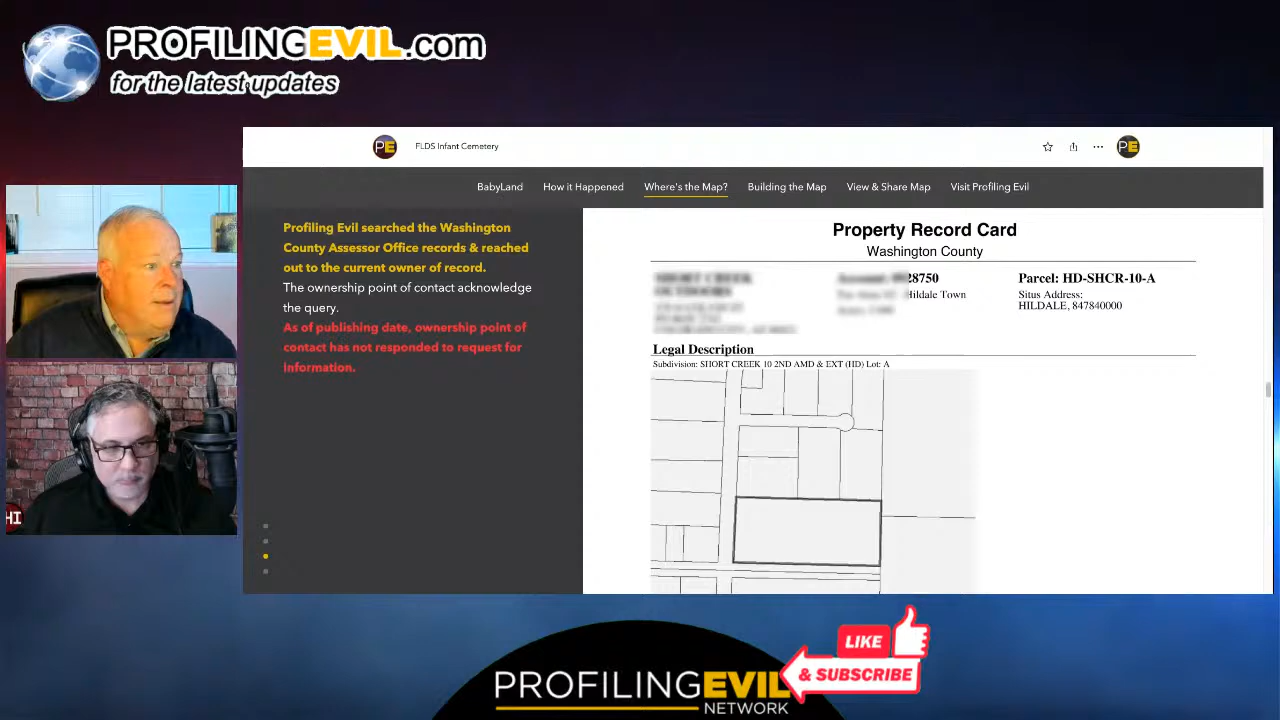 PROFILINGEVIL.com
for the latest updates
PE
FLDS Infant Cemetery
PE
BabyLand
How it Happened
Where's the Map?
Building the Map
View & Share Map
Visit Profiling Evil
Profiling Evil searched the Washington
County Assessor Office records & reached
out to the current owner of record.
The ownership point of contact acknowledge
the query.
As of publishing date, ownership point of
contact has not responded to request for
information.
Property Record Card
Washington County
28750
Hildale Town
Parcel: HD-SHCR-10-A
Situs Address:
HILDALE, 847840000
Legal Description
Subdivision: SHORT CREEK 10 2ND AMD & EXT (HD) Lot: A
HI
LIKE
& SUBSCRIBE
PROFILINGEVIL
NETWORK